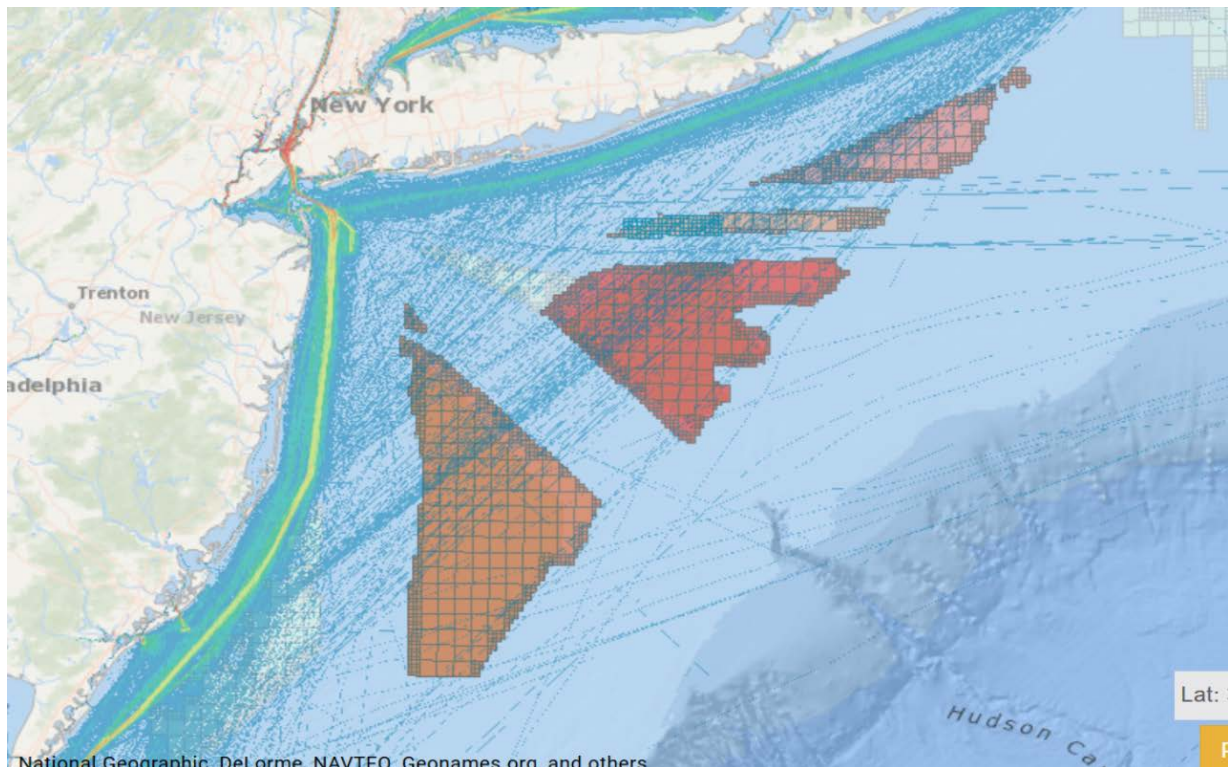 New York
Trenton
New Jersey
adelphia
Lat:
Hudson Ca
National Geographic, DeLorme, NAVTEQ, Geonames.org, and others